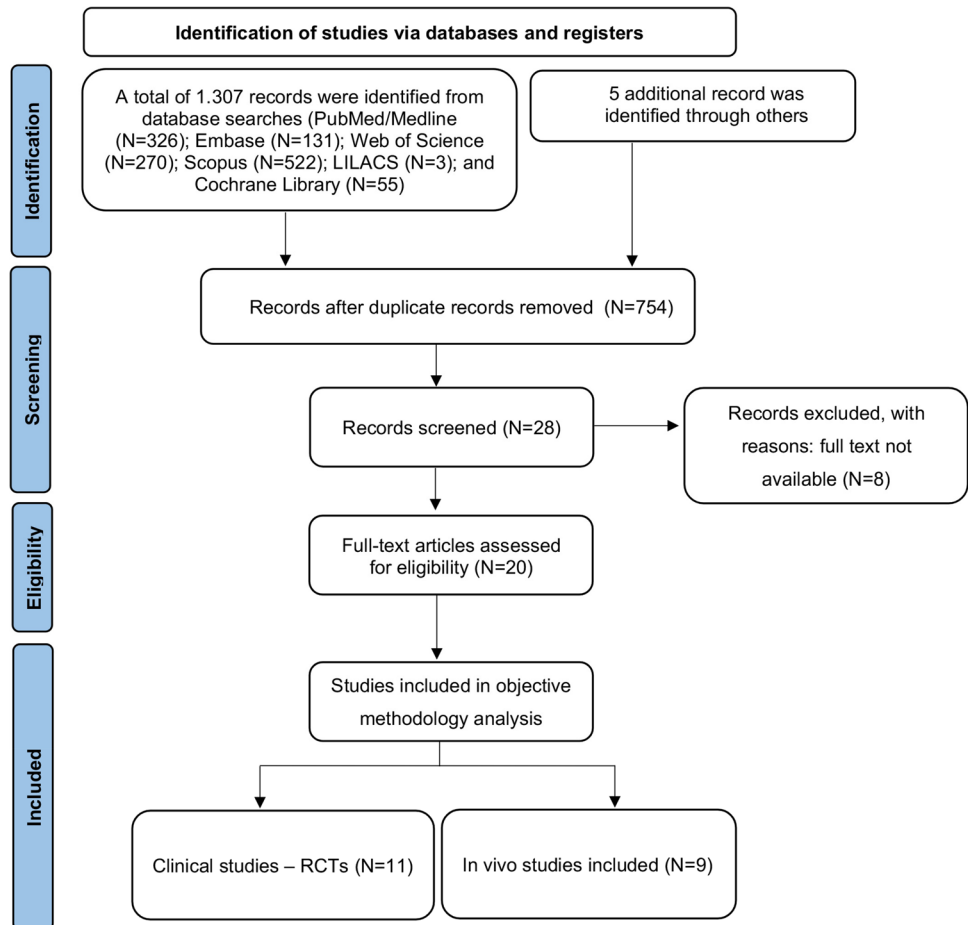 Identification of studies via databases and registers
Identification
A total of 1.307 records were identified from
database searches (PubMed/Medline
(N=326); Embase (N=131); Web of Science
(N=270); Scopus (N=522); LILACS (N=3); and
Cochrane Library (N=55)
5 additional record was
identified through others
Screening
Records after duplicate records removed (N=754)
Records screened (N=28)
Records excluded, with
reasons: full text not
available (N=8)
Eligibility
Full-text articles assessed
for eligibility (N=20)
Included
Studies included in objective
methodology analysis
Clinical studies – RCTs (N=11)
In vivo studies included (N=9)